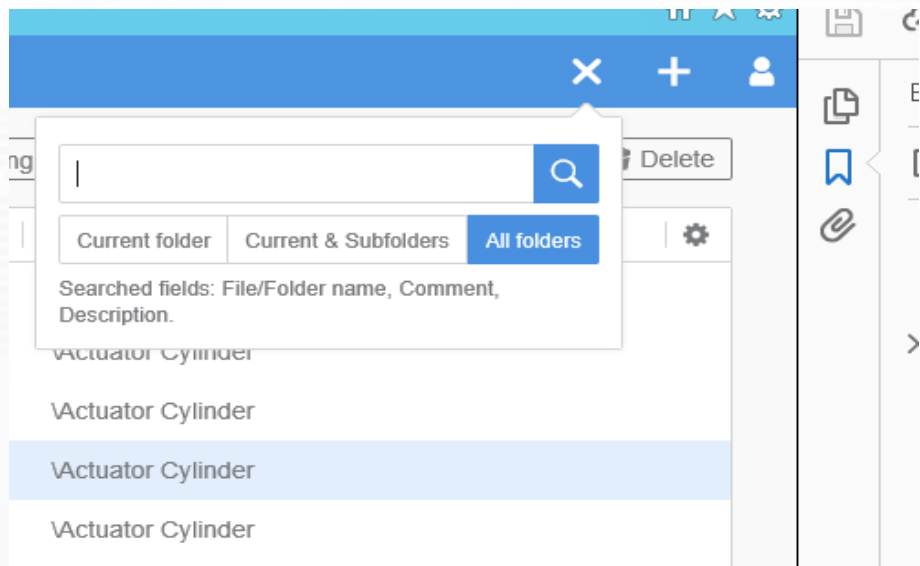 ng
Delete
Current folder
Current & Subfolders
All folders
Searched fields: File/Folder name, Comment,
Description.
\Actuator Cylinder
\Actuator Cylinder
\Actuator Cylinder
\Actuator Cylinder